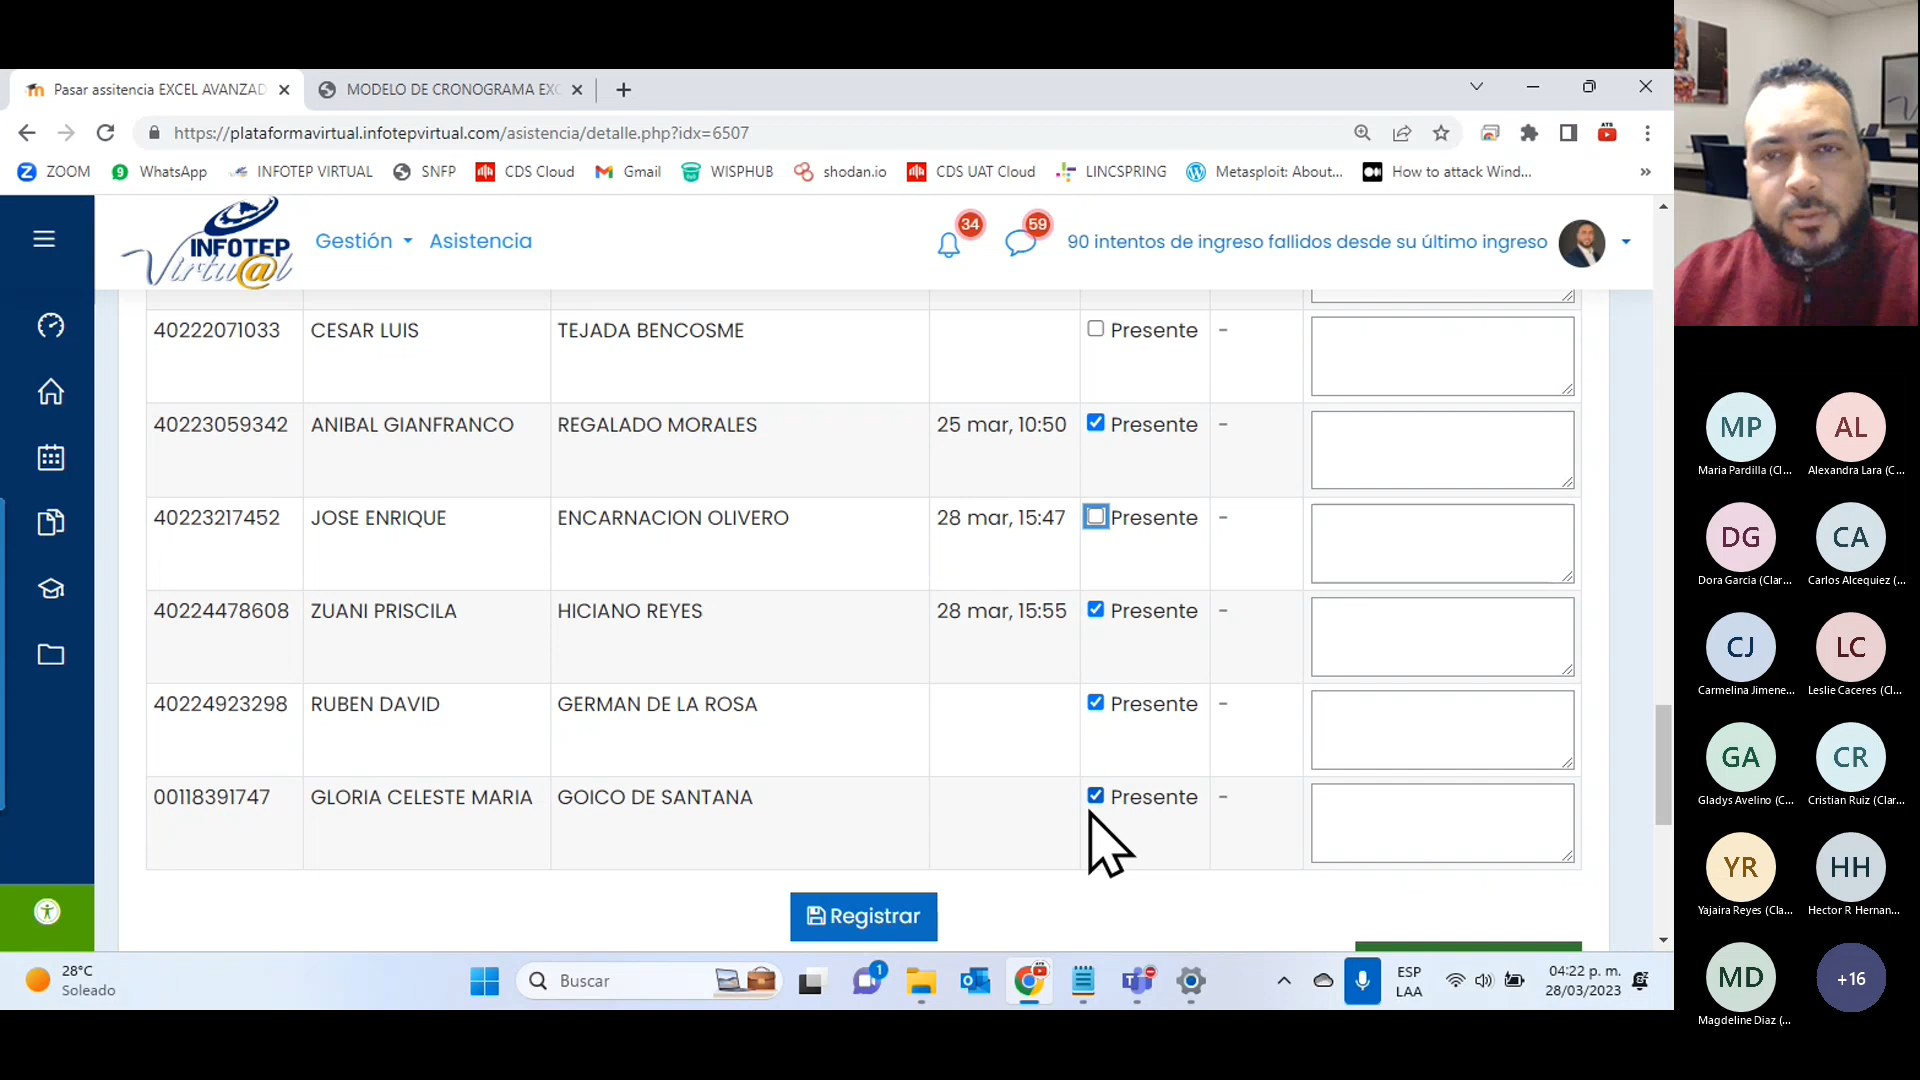 Pasar assitencia EXCEL AVANZAD
MODELO DE CRONOGRAMA EXC
https://plataformavirtual.infotepvirtual.com/asistencia/detalle.php?idx=6507
ATS
ZOOM
9
WhatsApp
INFOTEP VIRTUAL
SNFP
CDS Cloud
Gmail
WISPHUB
shodan.io
CDS UAT Cloud
LINCSPRING
Metasploit: About...
How to attack Wind...
»
INFOTEP
Virtu@l
Gestión
Asistencia
34
59
90 intentos de ingreso fallidos desde su último ingreso
40222071033 CESAR LUIS TEJADA BENCOSME Presente -
40223059342 ANIBAL GIANFRANCO REGALADO MORALES 25 mar, 10:50 Presente -
40223217452 JOSE ENRIQUE ENCARNACION OLIVERO 28 mar, 15:47 Presente -
40224478608 ZUANI PRISCILA HICIANO REYES 28 mar, 15:55 Presente -
40224923298 RUBEN DAVID GERMAN DE LA ROSA Presente -
00118391747 GLORIA CELESTE MARIA GOICO DE SANTANA Presente -
Registrar
28°C
Soleado
Buscar
1
ESP
LAA
04:22 p. m.
28/03/2023
MP
Maria Pardilla (Cl...
AL
Alexandra Lara (C...
DG
Dora Garcia (Clar...
CA
Carlos Alcequiez (...
CJ
Carmelina Jimene...
LC
Leslie Caceres (Cl...
GA
Gladys Avelino (C...
CR
Cristian Ruiz (Clar...
YR
Yajaira Reyes (Cla...
HH
Hector R Hernan...
MD
Magdeline Diaz (...
+16